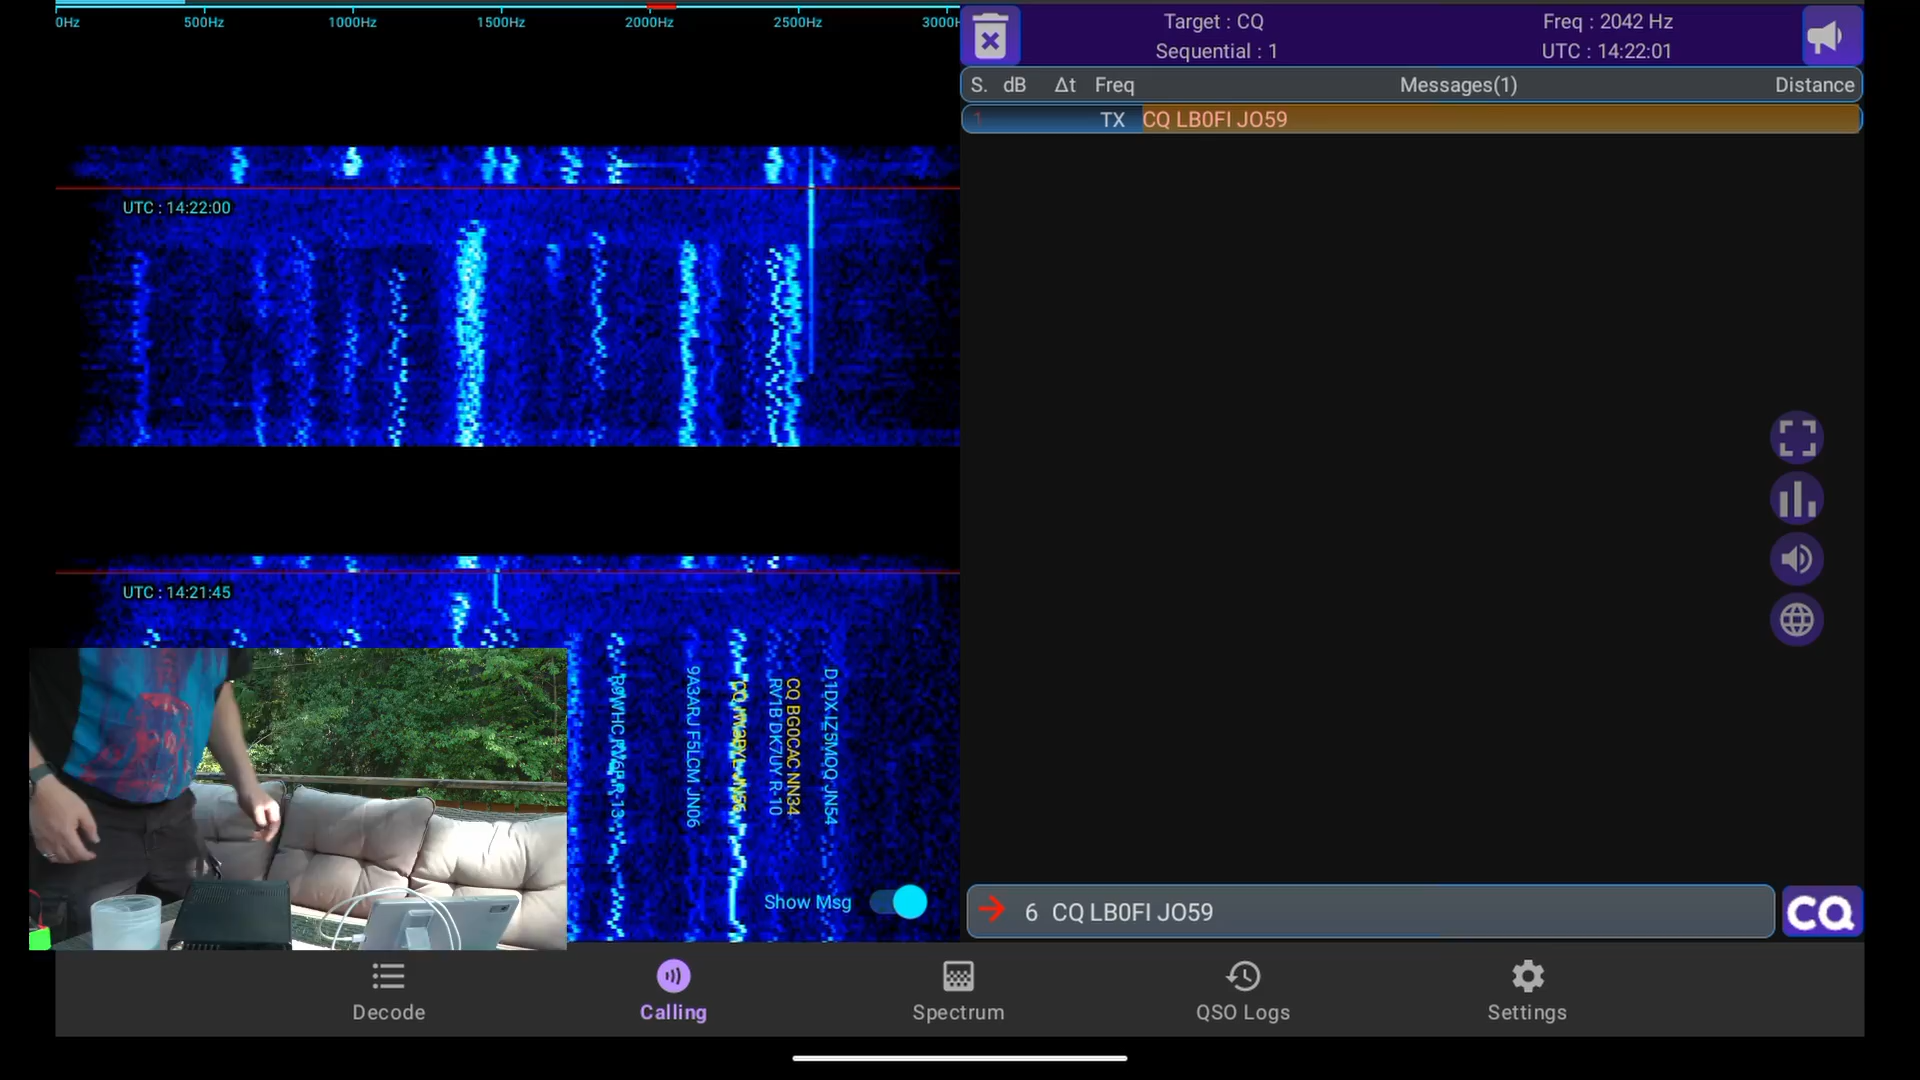 0Hz 500Hz 1000Hz 1500Hz 2000Hz 2500Hz 3000H
UTC : 14:22:00
UTC : 14:21:45
9A3ARJ F5LCM JN06
RV1B DK7UY R-10
CQ BG0CAC NN34
D1DX IZ5MOQ JN54
Show Msg
Target : CQ
Freq : 2042 Hz
Sequential : 1
UTC : 14:22:01
S. dB Δt Freq Messages(1) Distance
1 TX CQ LB0FI JO59
6 CQ LB0FI JO59
CQ
Decode
Calling
Spectrum
QSO Logs
Settings